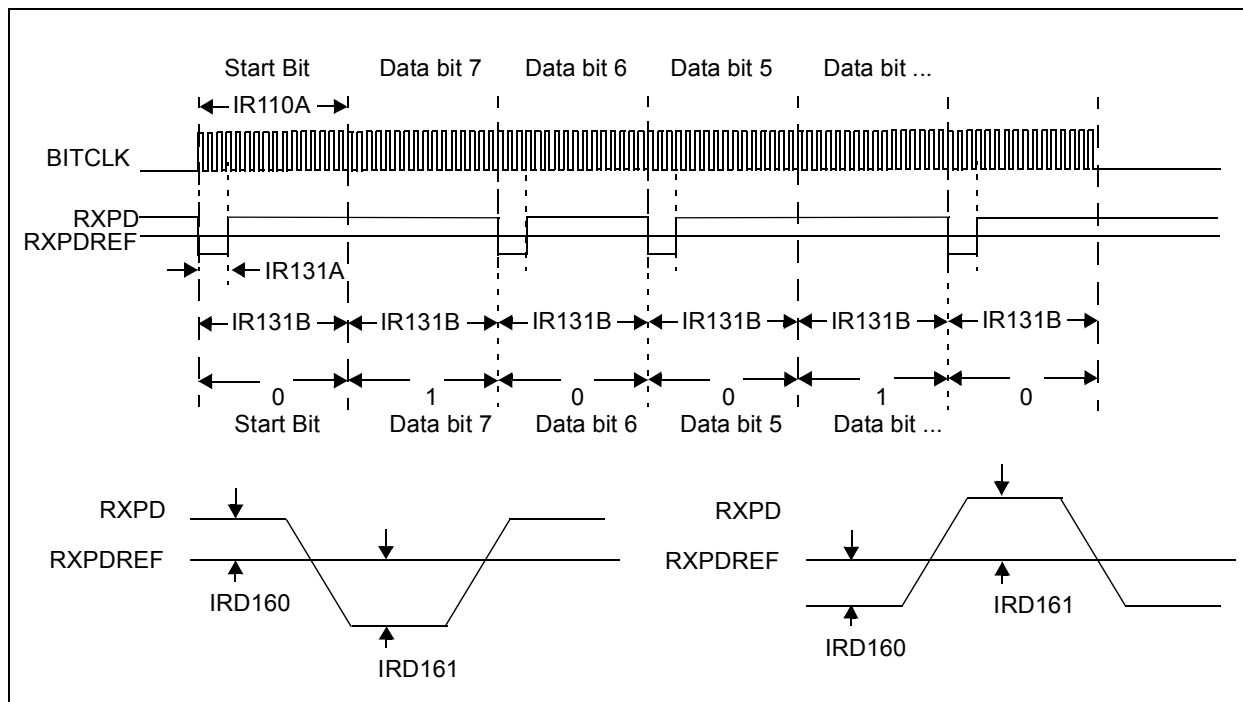 Start Bit Data bit 7 Data bit 6 Data bit 5 Data bit ...
IR110A
BITCLK
RXPD
RXPDREF
IR131A
IR131B IR131B IR131B IR131B IR131B IR131B
0 1 0 0 1 0
Start Bit Data bit 7 Data bit 6 Data bit 5 Data bit ...
RXPD
RXPDREF
IRD160
IRD161
RXPD
RXPDREF
IRD161
IRD160